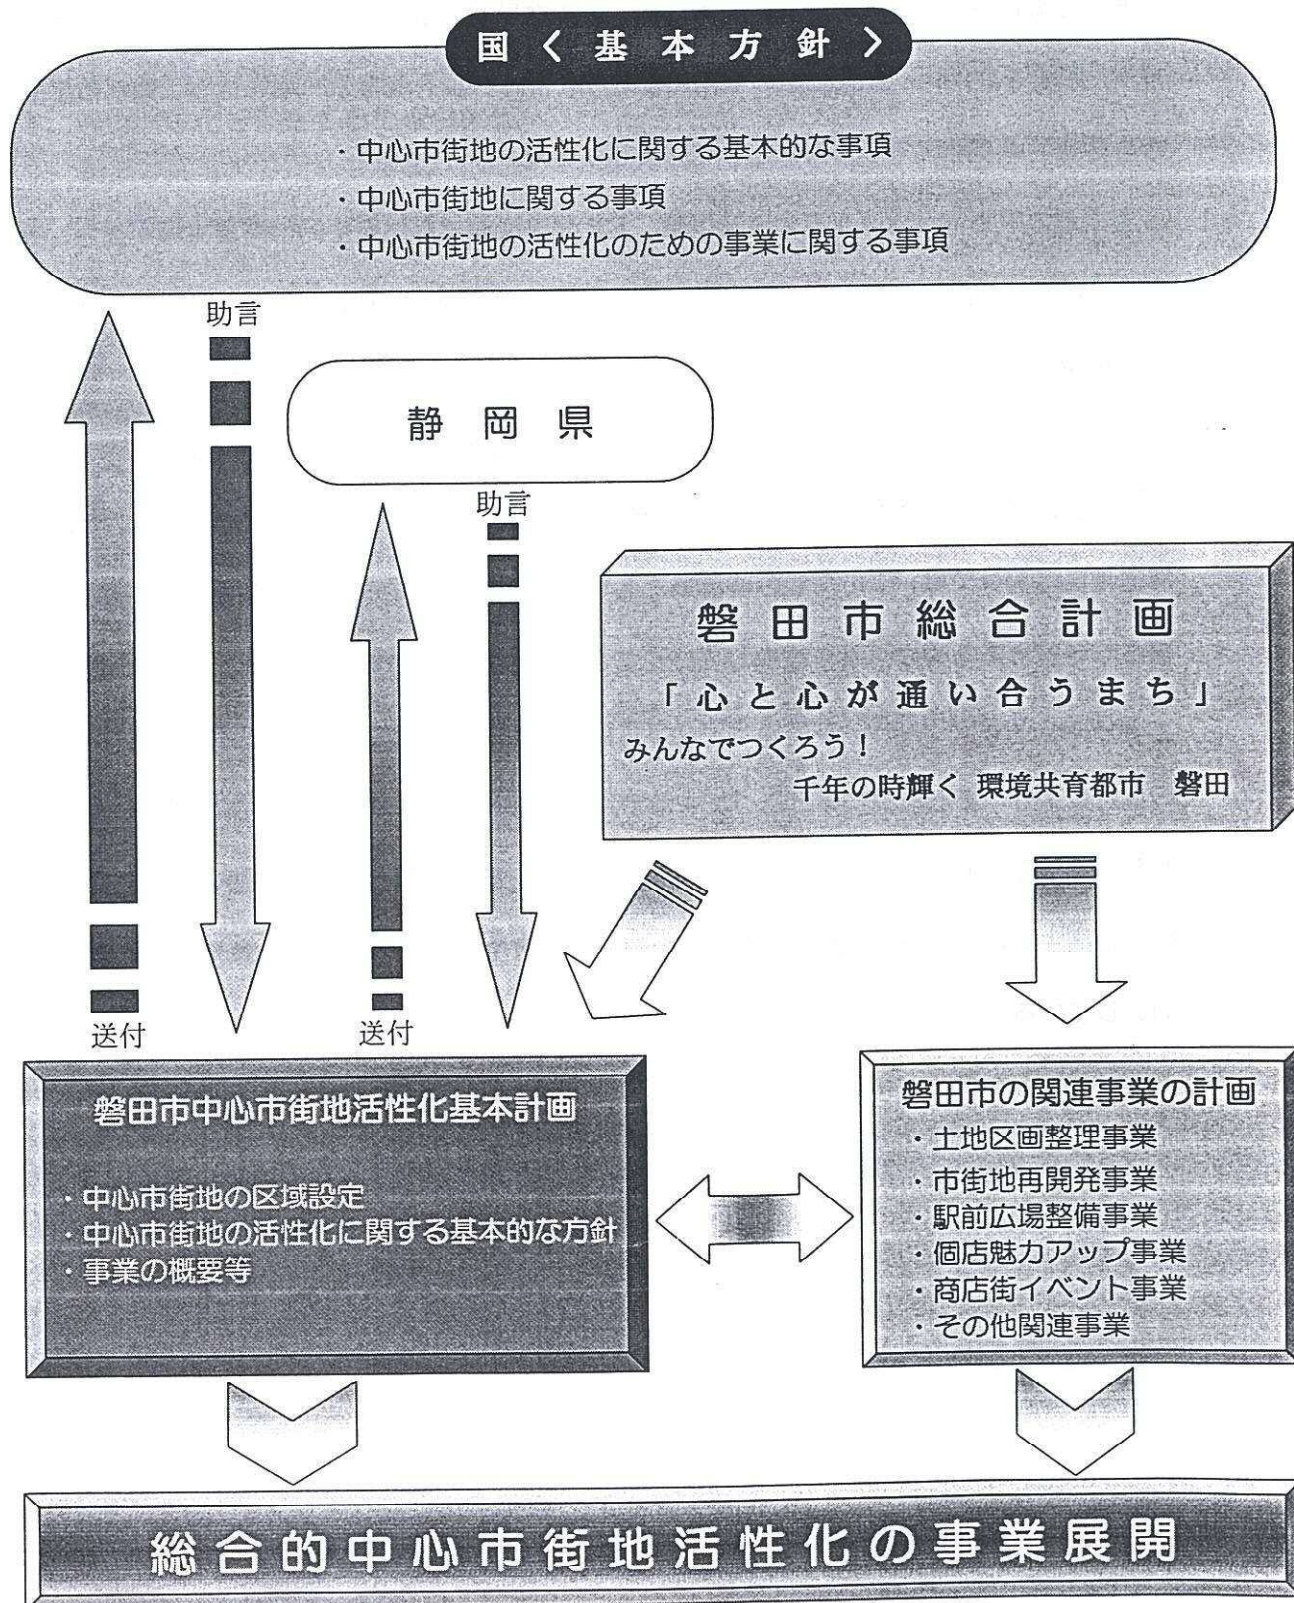 国〈基本方針〉
・中心市街地の活性化に関する基本的な事項
・中心市街地に関する事項
・中心市街地の活性化のための事業に関する事項
助言
静岡県
助言
磐田市総合計画
「心と心が通い合うまち」
みんなでつくろう！
千年の時輝く 環境共育都市　磐田
送付
送付
磐田市中心市街地活性化基本計画
・中心市街地の区域設定
・中心市街地の活性化に関する基本的な方針
・事業の概要等
磐田市の関連事業の計画
・土地区画整理事業
・市街地再開発事業
・駅前広場整備事業
・個店魅力アップ事業
・商店街イベント事業
・その他関連事業
総合的中心市街地活性化の事業展開